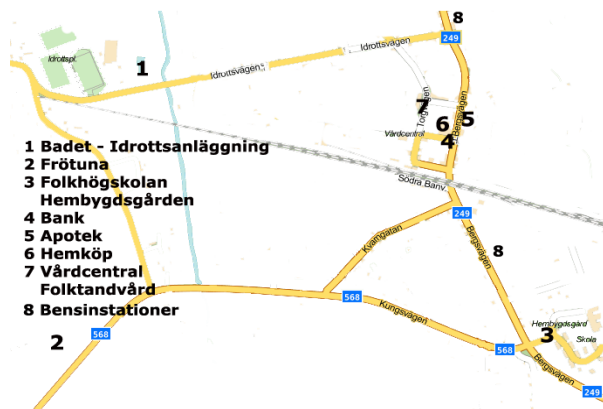 8
249
Idrottsvägen
Idrottsvägen
Idrottspl.
1
Torgvägen
7
Bergsvägen
5
6
Vårdcentral
4
Södra Banv.
1 Badet - Idrottsanläggning
2 Frötuna
3 Folkhögskolan
Hembygdsgården
4 Bank
5 Apotek
6 Hemköp
7 Vårdcentral
Folktandvård
8 Bensinstationer
249
Kvarngatan
Bergsvägen
8
568
Kungsvägen
Hembygdsgård
3
Skola
568
2
568
Bergsvägen
249